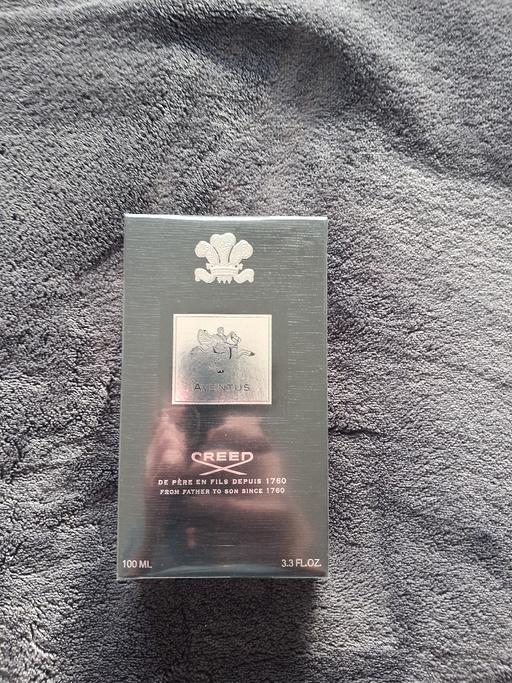 AVENTUS
CREED
DE PÈRE EN FILS DEPUIS 1760
FROM FATHER TO SON SINCE 1760
100 ML
3.3 FL.OZ.